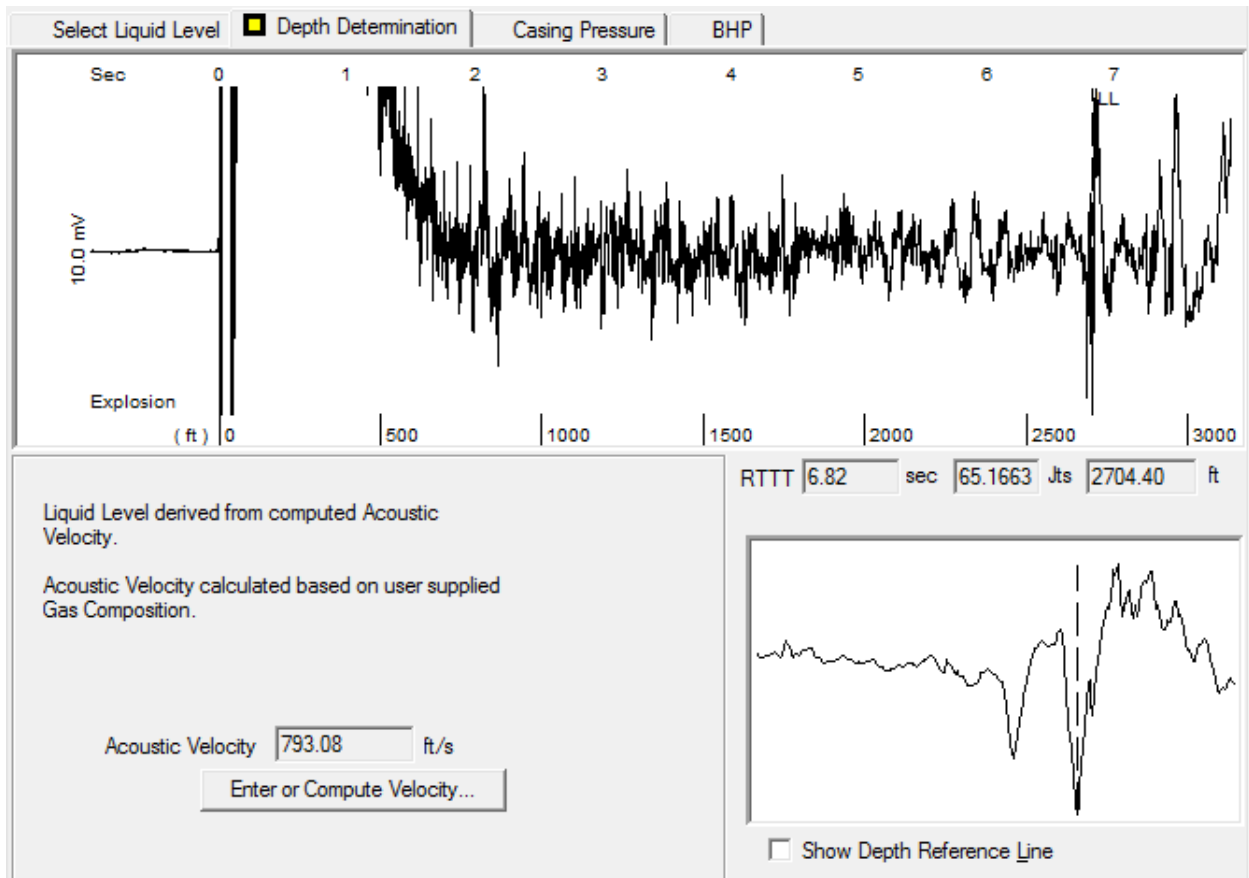 Select Liquid Level Depth Determination Casing Pressure BHP
Sec 0 1 2 3 4 5 6 7
LL
10.0 mV
Explosion
( ft ) 0 500 1000 1500 2000 2500 3000
RTTT 6.82 sec 65.1663 Jts 2704.40 ft
Liquid Level derived from computed Acoustic
Velocity.
Acoustic Velocity calculated based on user supplied
Gas Composition.
Acoustic Velocity 793.08 ft/s
Enter or Compute Velocity...
Show Depth Reference Line